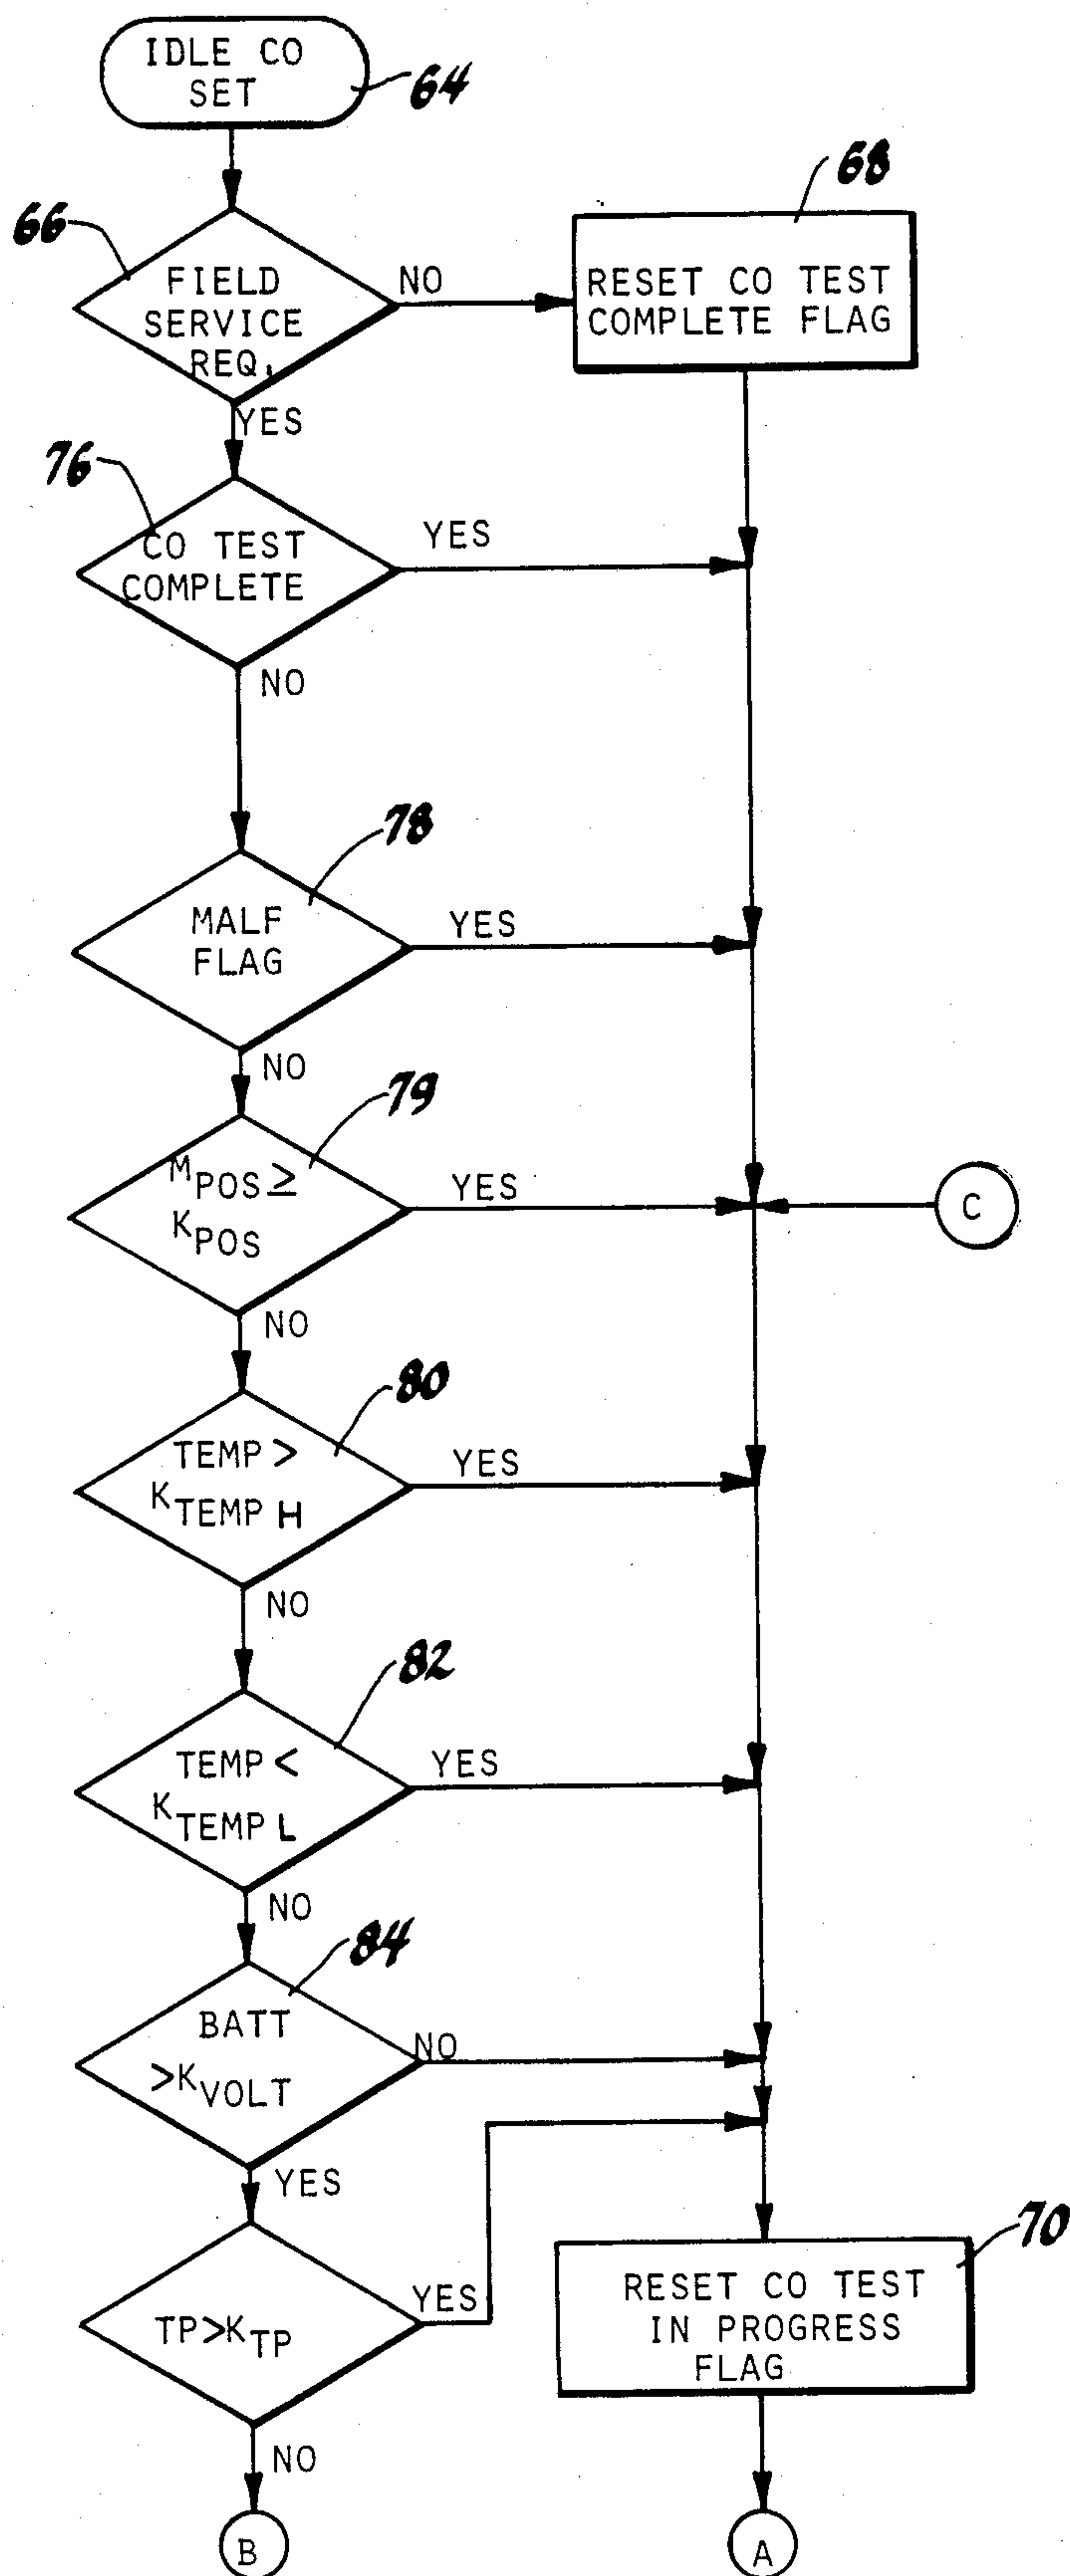 IDLE CO
SET
64
66
FIELD
SERVICE
REQ.
NO
68
RESET CO TEST
COMPLETE FLAG
YES
76
CO TEST
COMPLETE
YES
NO
78
MALF
FLAG
YES
NO
79
MPOS ≥
KPOS
YES
C
NO
80
TEMP >
KTEMP H
YES
NO
82
TEMP <
KTEMP L
YES
NO
84
BATT
>KVOLT
NO
YES
TP>KTP
YES
70
RESET CO TEST
IN PROGRESS
FLAG
NO
B
A